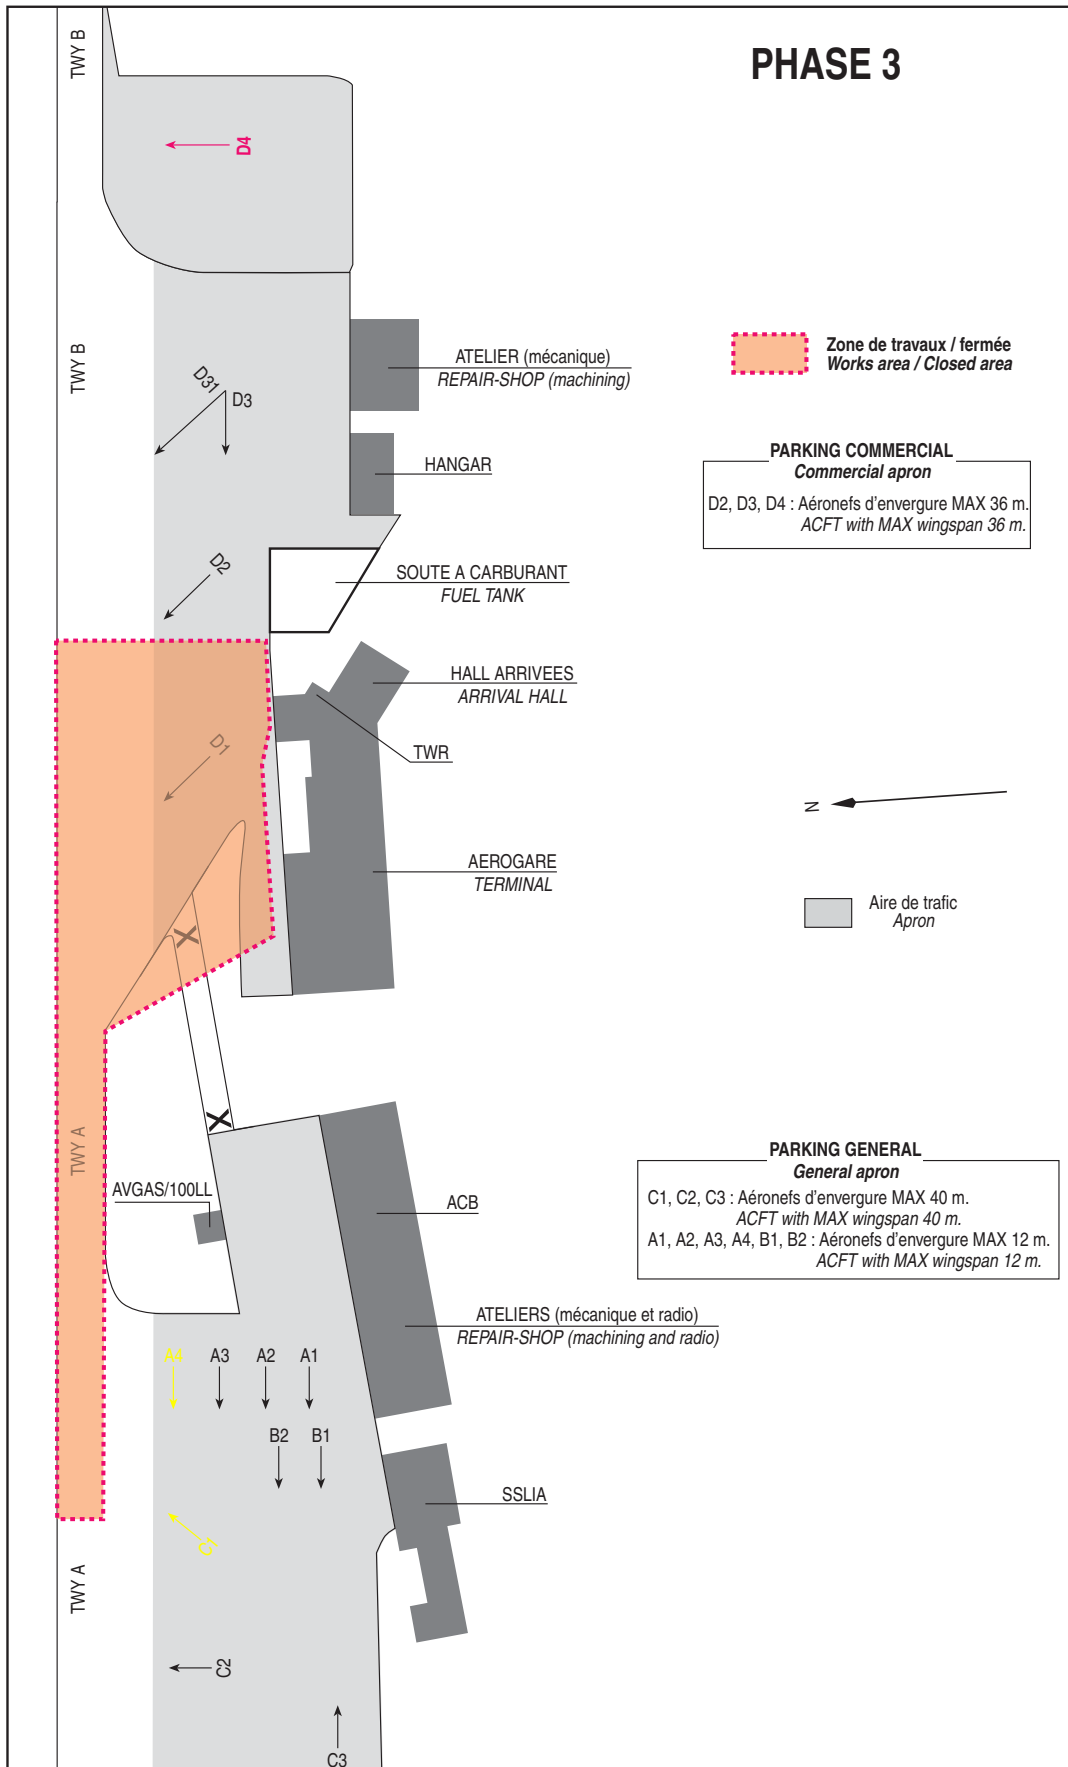 PHASE 3
TWY B
D4
TWY B
Zone de travaux / fermée
Works area / Closed area
ATELIER (mécanique)
REPAIR-SHOP (machining)
D31
D3
HANGAR
PARKING COMMERCIAL
Commercial apron
D2, D3, D4 : Aéronefs d'envergure MAX 36 m.
ACFT with MAX wingspan 36 m.
D2
SOUTE A CARBURANT
FUEL TANK
HALL ARRIVEES
ARRIVAL HALL
D1
TWR
N
AEROGARE
TERMINAL
Aire de trafic
Apron
X
X
TWY A
AVGAS/100LL
ACB
PARKING GENERAL
General apron
C1, C2, C3 : Aéronefs d'envergure MAX 40 m.
ACFT with MAX wingspan 40 m.
A1, A2, A3, A4, B1, B2 : Aéronefs d'envergure MAX 12 m.
ACFT with MAX wingspan 12 m.
ATELIERS (mécanique et radio)
REPAIR-SHOP (machining and radio)
A4 A3 A2 A1
B2 B1
SSLIA
C1
TWY A
C2
C3